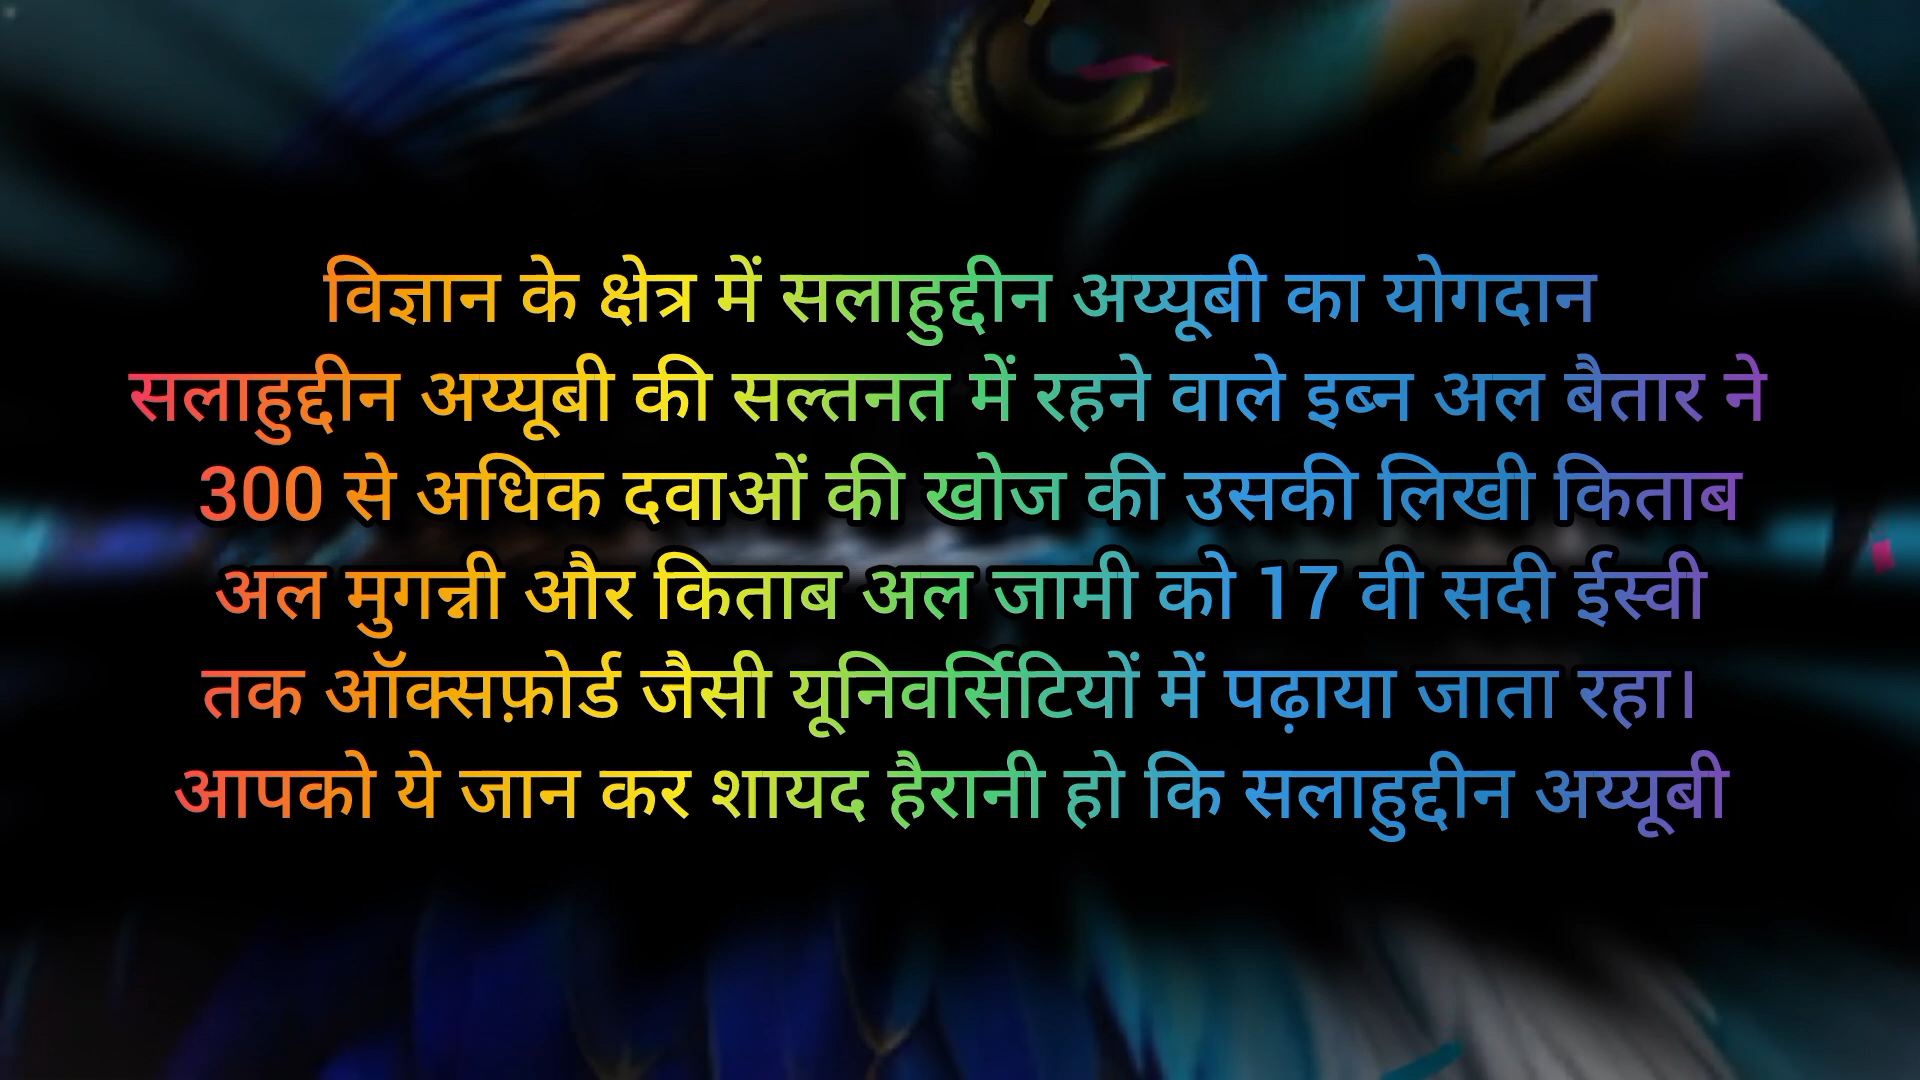 विज्ञान के क्षेत्र में सलाहुद्दीन अय्यूबी का योगदान
सलाहुद्दीन अय्यूबी की सल्तनत में रहने वाले इब्न अल बैतार ने
300 से अधिक दवाओं की खोज की उसकी लिखी किताब
अल मुगन्नी और किताब अल जामी को 17 वी सदी ईस्वी
तक ऑक्सफ़ोर्ड जैसी यूनिवर्सिटियों में पढ़ाया जाता रहा।
आपको ये जान कर शायद हैरानी हो कि सलाहुद्दीन अय्यूबी